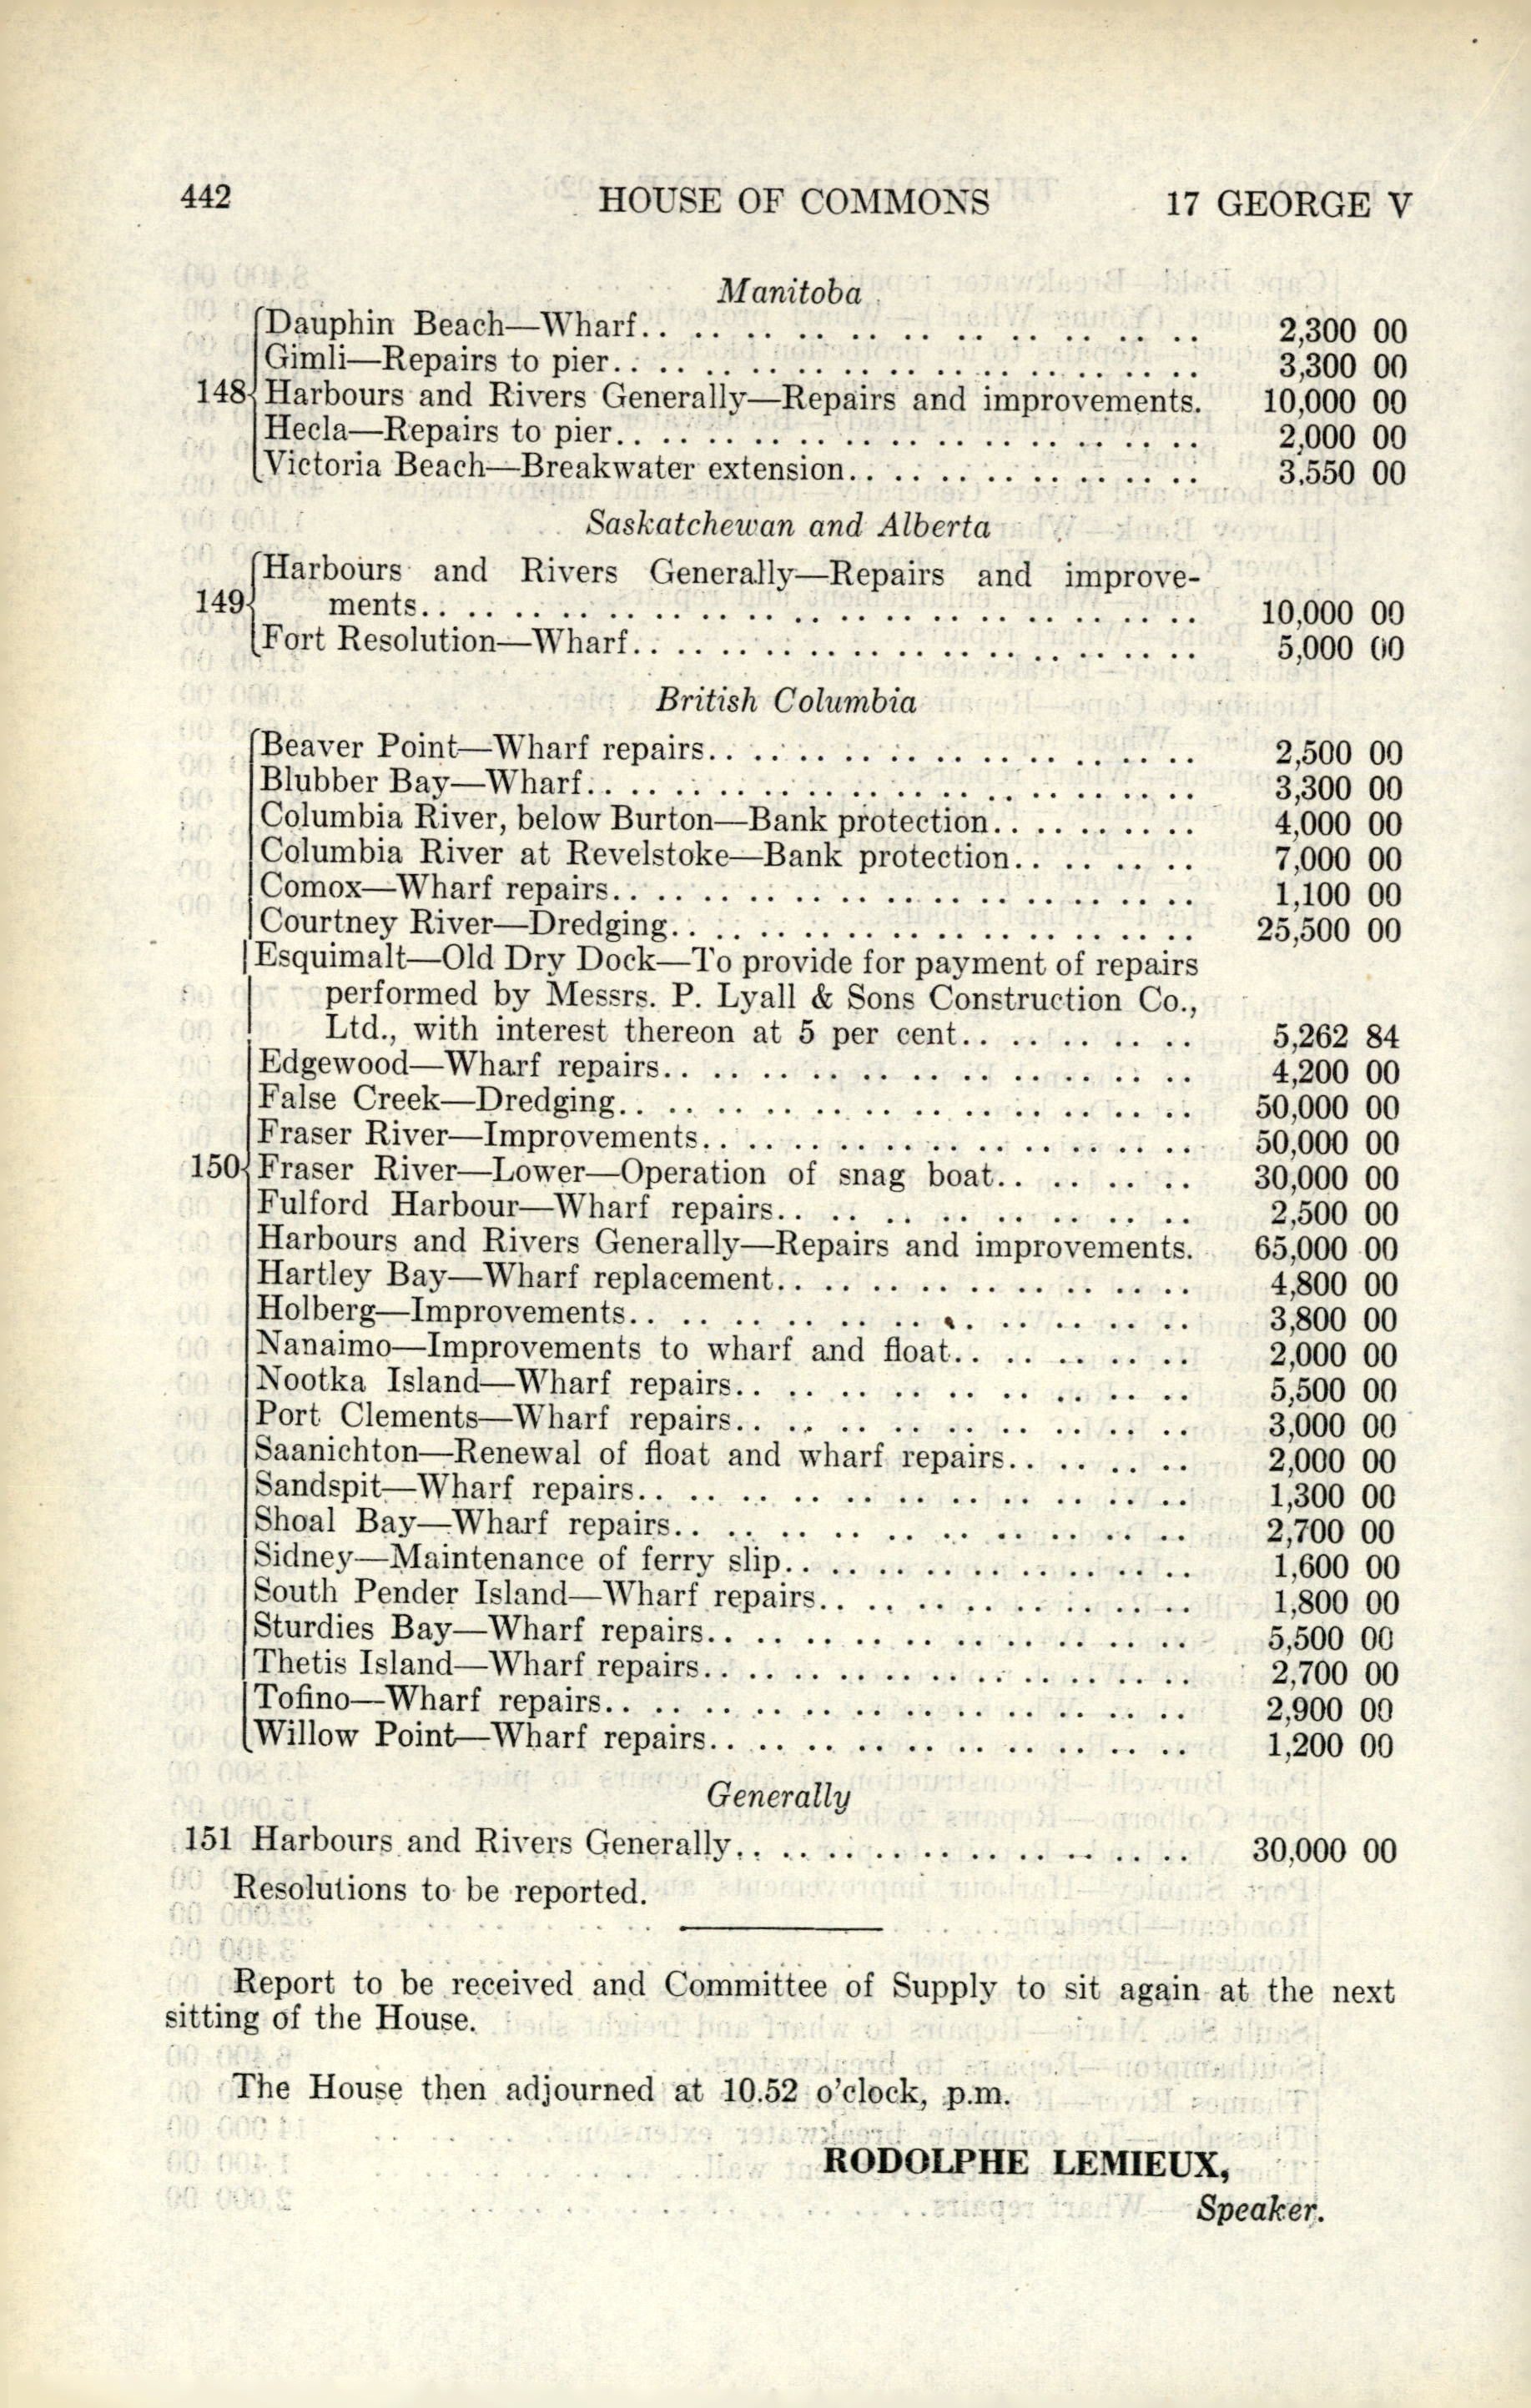 442 HOUSE OF COMMONS 17 GEORGE V
Manitoba
Dauphin Beach—Wharf. . . . . . . . . . . . . . . . . . . . . . 2,300 00
Gimli—Repairs to pier. . . . . . . . . . . . . . . . . . . . . . 3,300 00
148 Harbours and Rivers Generally—Repairs and improvements. 10,000 00
Hecla—Repairs to pier. . . . . . . . . . . . . . . . . . . . . . 2,000 00
Victoria Beach—Breakwater extension. . . . . . . . . . . . . . 3,550 00
Saskatchewan and Alberta
Harbours and Rivers Generally—Repairs and improve-
149 ments. . . . . . . . . . . . . . . . . . . . . . . . . . . . . . 10,000 00
Fort Resolution—Wharf. . . . . . . . . . . . . . . . . . . . . . 5,000 00
British Columbia
Beaver Point—Wharf repairs. . . . . . . . . . . . . . . . . . . . 2,500 00
Blubber Bay—Wharf. . . . . . . . . . . . . . . . . . . . . . . . 3,300 00
Columbia River, below Burton—Bank protection. . . . . . . . . 4,000 00
Columbia River at Revelstoke—Bank protection. . . . . . . . 7,000 00
Comox—Wharf repairs. . . . . . . . . . . . . . . . . . . . . . . 1,100 00
Courtney River—Dredging. . . . . . . . . . . . . . . . . . . . . 25,500 00
Esquimalt—Old Dry Dock—To provide for payment of repairs
performed by Messrs. P. Lyall & Sons Construction Co.,
Ltd., with interest thereon at 5 per cent. . . . . . . . . . 5,262 84
Edgewood—Wharf repairs. . . . . . . . . . . . . . . . . . . . . 4,200 00
False Creek—Dredging. . . . . . . . . . . . . . . . . . . . . . . 50,000 00
Fraser River—Improvements. . . . . . . . . . . . . . . . . . . . 50,000 00
150 Fraser River—Lower—Operation of snag boat. . . . . . . . 30,000 00
Fulford Harbour—Wharf repairs. . . . . . . . . . . . . . . . . 2,500 00
Harbours and Rivers Generally—Repairs and improvements. 65,000 00
Hartley Bay—Wharf replacement. . . . . . . . . . . . . . . . . 4,800 00
Holberg—Improvements. . . . . . . . . . . . . . . . . . . . . . 3,800 00
Nanaimo—Improvements to wharf and float. . . . . . . . . . 2,000 00
Nootka Island—Wharf repairs. . . . . . . . . . . . . . . . . . 5,500 00
Port Clements—Wharf repairs. . . . . . . . . . . . . . . . . . 3,000 00
Saanichton—Renewal of float and wharf repairs. . . . . . . . 2,000 00
Sandspit—Wharf repairs. . . . . . . . . . . . . . . . . . . . . . 1,300 00
Shoal Bay—Wharf repairs. . . . . . . . . . . . . . . . . . . . . 2,700 00
Sidney—Maintenance of ferry slip. . . . . . . . . . . . . . . . 1,600 00
South Pender Island—Wharf repairs. . . . . . . . . . . . . . . 1,800 00
Sturdies Bay—Wharf repairs. . . . . . . . . . . . . . . . . . . . 5,500 00
Thetis Island—Wharf repairs. . . . . . . . . . . . . . . . . . . . 2,700 00
Tofino—Wharf repairs. . . . . . . . . . . . . . . . . . . . . . . . 2,900 00
Willow Point—Wharf repairs. . . . . . . . . . . . . . . . . . . . 1,200 00
Generally
151 Harbours and Rivers Generally. . . . . . . . . . . . . . . . . . . 30,000 00
Resolutions to be reported.
Report to be received and Committee of Supply to sit again at the next
sitting of the House.
The House then adjourned at 10.52 o'clock, p.m.
RODOLPHE LEMIEUX,
Speaker.